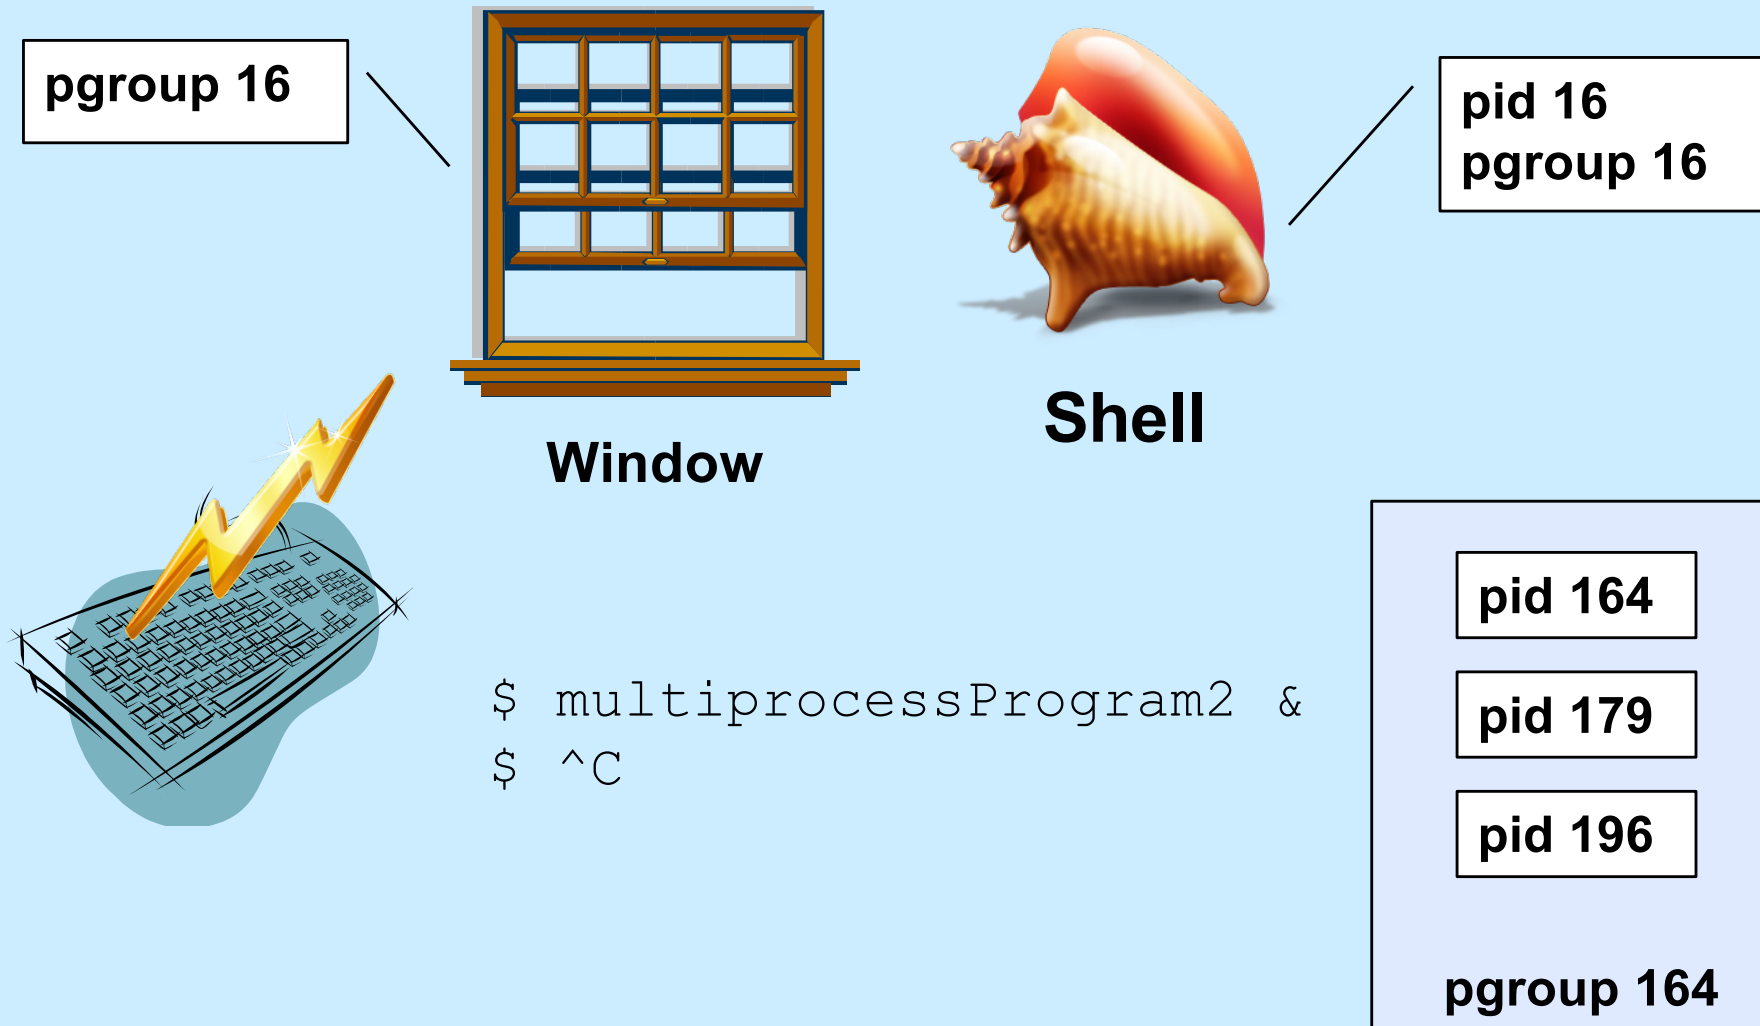 pgroup 16
pid 16
pgroup 16
Window
Shell
$ multiprocessProgram2 &
$ ^C
pid 164
pid 179
pid 196
pgroup 164